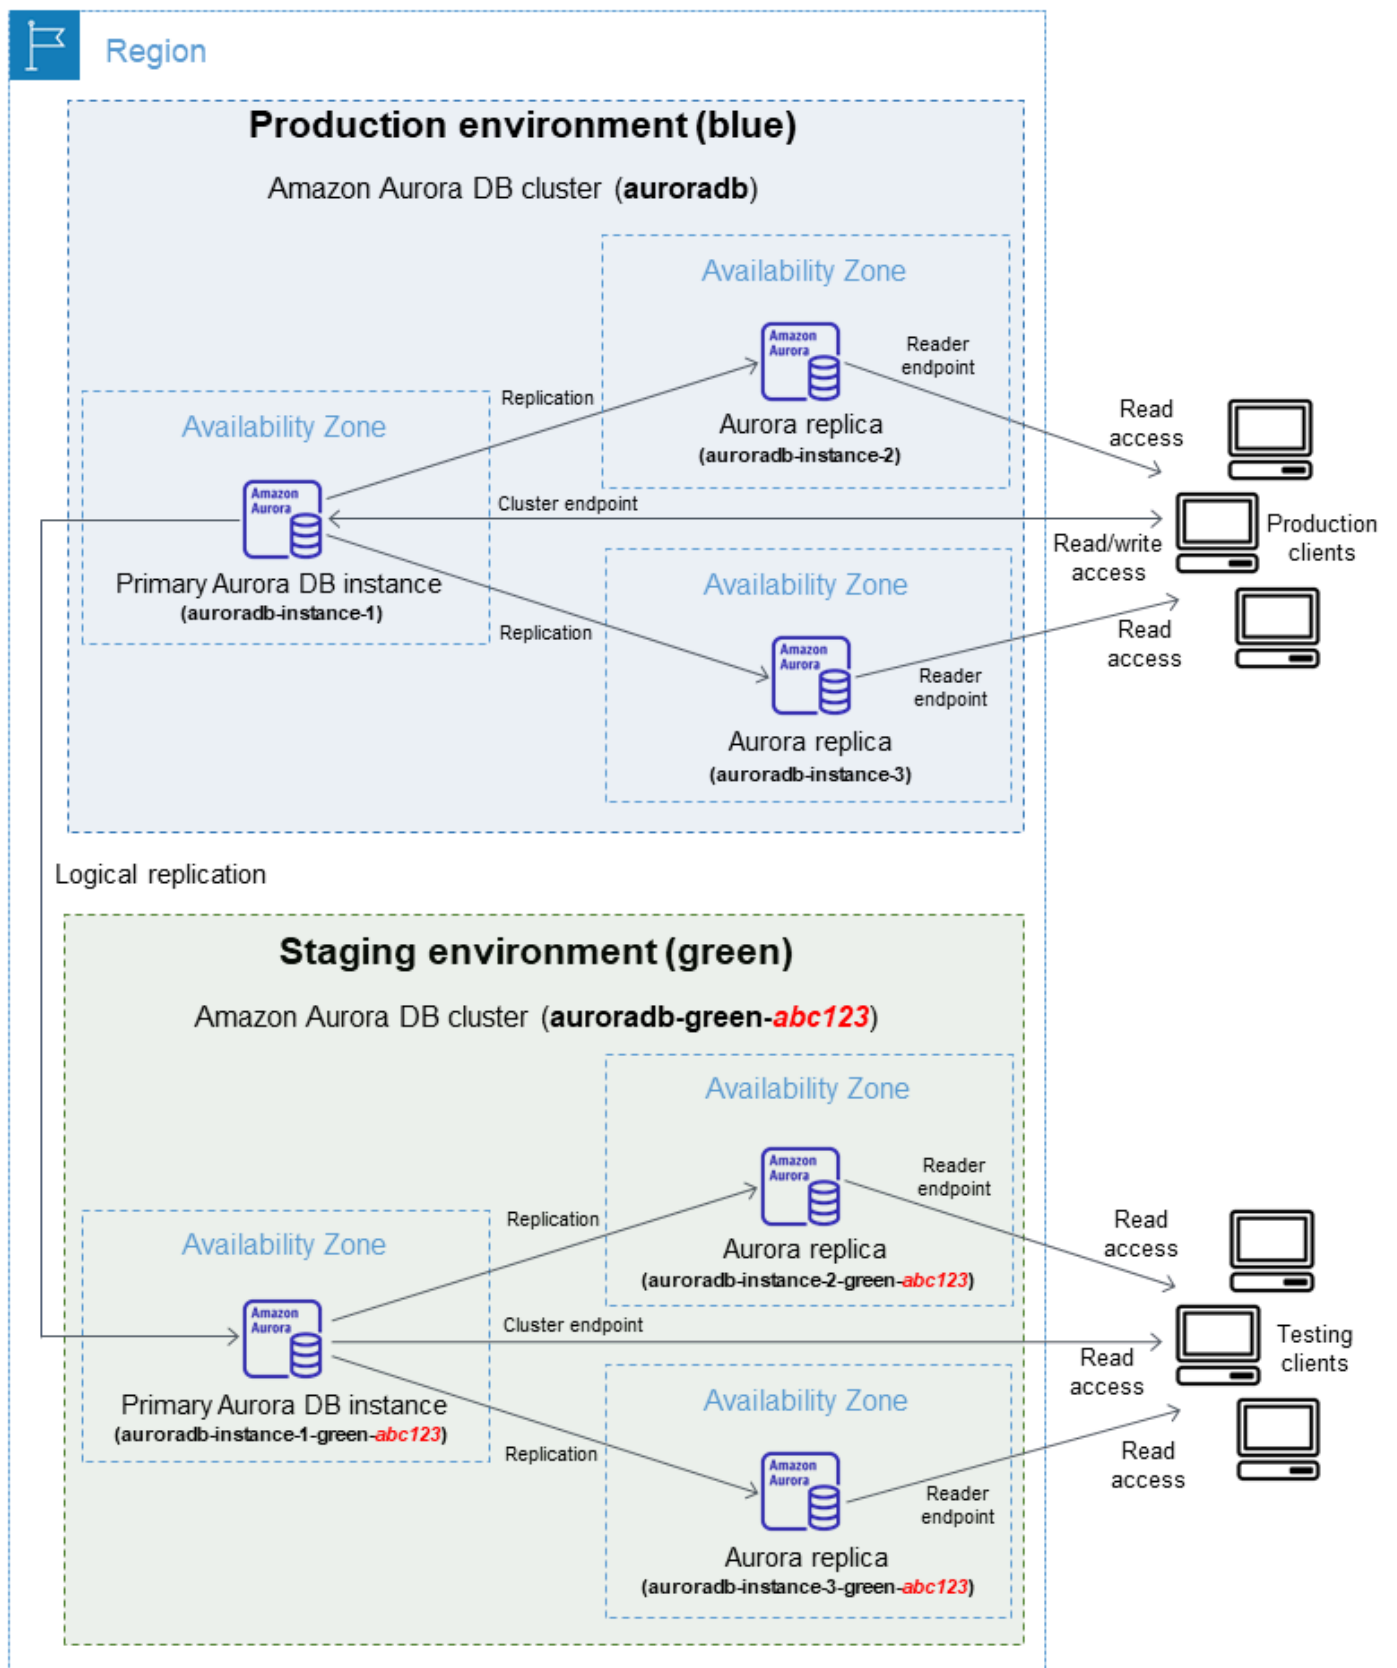 Region
Production environment (blue)
Amazon Aurora DB cluster (auroradb)
Availability Zone
Amazon
Aurora
Reader
endpoint
Replication
Aurora replica
(auroradb-instance-2)
Read
access
Availability Zone
Amazon
Aurora
Cluster endpoint
Primary Aurora DB instance
(auroradb-instance-1)
Read/write
access
Production
clients
Availability Zone
Replication
Amazon
Aurora
Reader
endpoint
Read
access
Aurora replica
(auroradb-instance-3)
Logical replication
Staging environment (green)
Amazon Aurora DB cluster (auroradb-green-abc123)
Availability Zone
Amazon
Aurora
Reader
endpoint
Replication
Aurora replica
(auroradb-instance-2-green-abc123)
Read
access
Availability Zone
Amazon
Aurora
Cluster endpoint
Primary Aurora DB instance
(auroradb-instance-1-green-abc123)
Read
access
Testing
clients
Availability Zone
Replication
Amazon
Aurora
Reader
endpoint
Read
access
Aurora replica
(auroradb-instance-3-green-abc123)